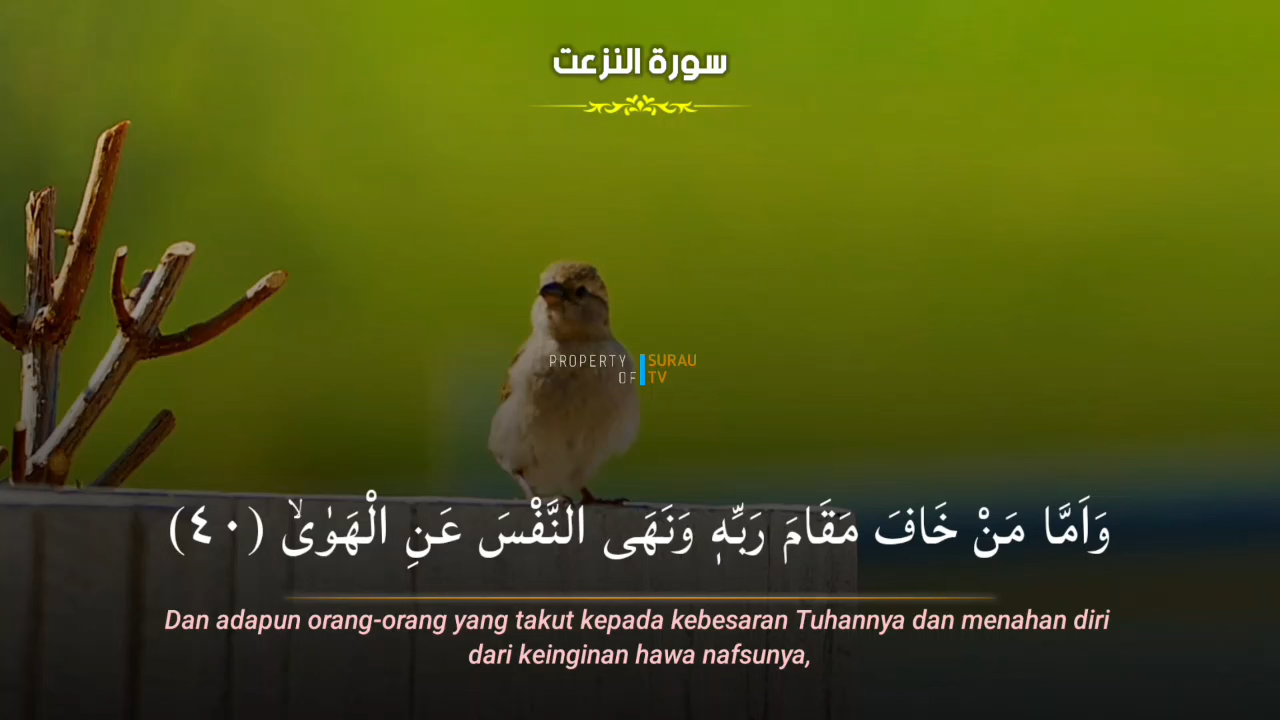 سورة النزعت
PROPERTY OF SURAU TV
وَاَمَّا مَنْ خَافَ مَقَامَ رَبِّهٖ وَنَهَى النَّفْسَ عَنِ الْهَوٰىۙ (٤٠)
Dan adapun orang-orang yang takut kepada kebesaran Tuhannya dan menahan diri
dari keinginan hawa nafsunya,